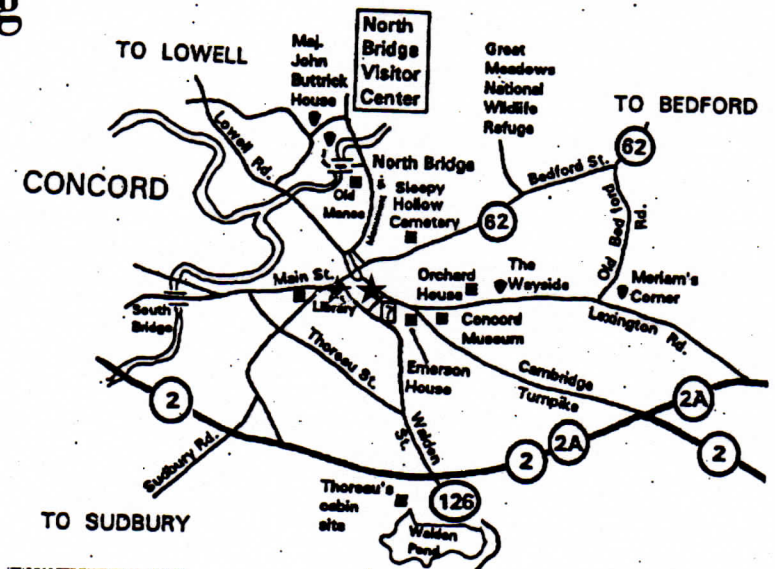 g
North
Bridge
Visitor
Center
TO LOWELL
Maj.
John
Buttrick
House
Great
Meadows
National
Wildlife
Refuge
TO BEDFORD
62
Lowell Rd.
North Bridge
Bedford St.
CONCORD
Old
Manse
Sleepy
Hollow
Cemetery
62
Old Bedford
Rd.
Main St.
Library
Orchard
House
The
Wayside
Meriam's
Corner
South
Bridge
7
Concord
Museum
Lexington Rd.
Thoreau St.
Emerson
House
Cambridge
Turnpike
2
2A
Walden
St.
2A
2
2
Sudbury Rd.
Thoreau's
cabin
site
126
TO SUDBURY
Walden
Pond